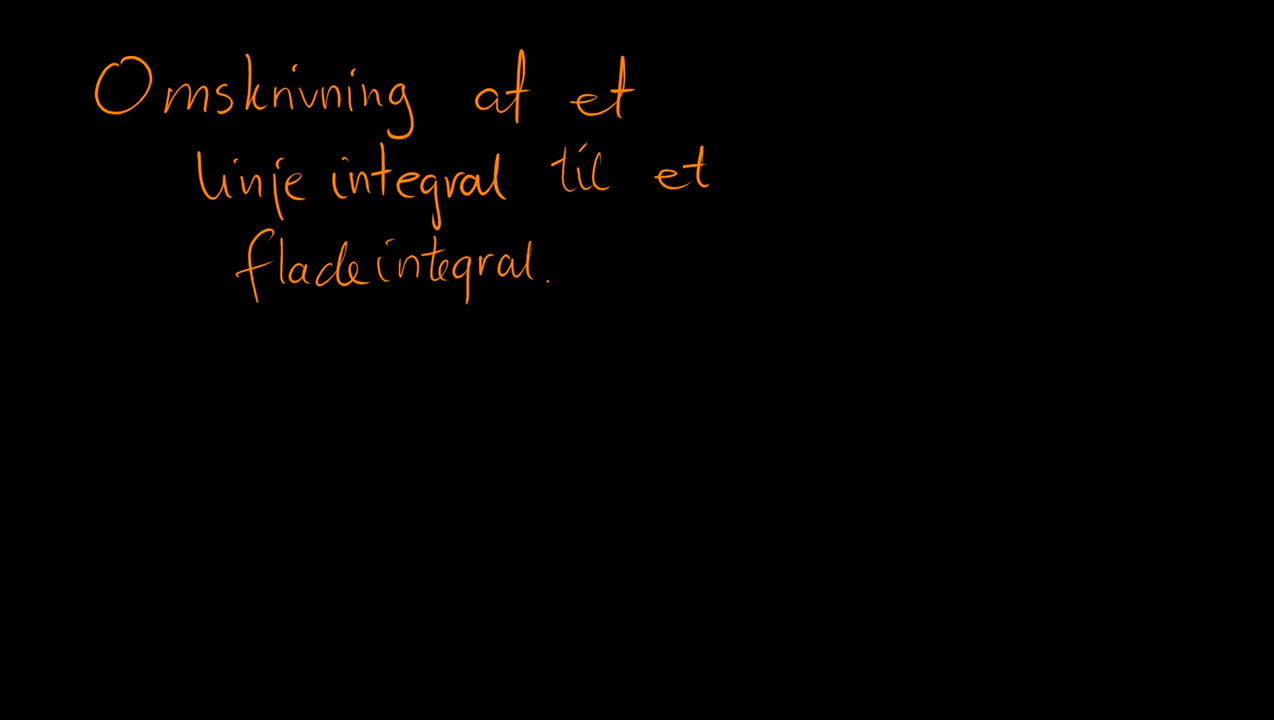 Omskrivning af et
linje integral til et
fladeintegral.